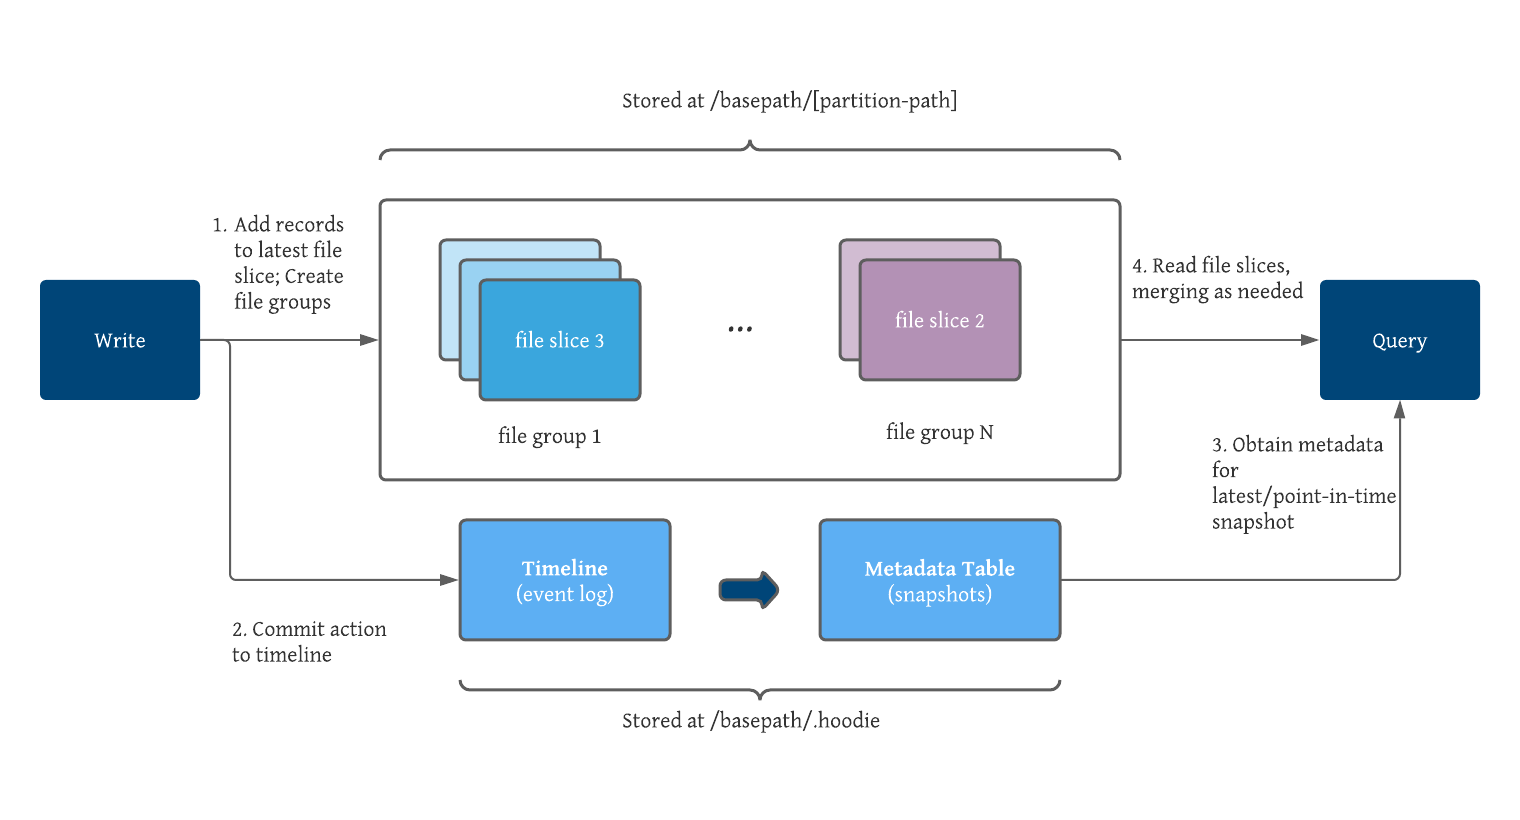 Stored at /basepath/[partition-path]
1. Add records
to latest file
slice; Create
file groups
Write
file slice 3
...
file slice 2
file group 1
file group N
4. Read file slices,
merging as needed
Query
3. Obtain metadata
for
latest/point-in-time
snapshot
Timeline
(event log)
Metadata Table
(snapshots)
2. Commit action
to timeline
Stored at /basepath/.hoodie